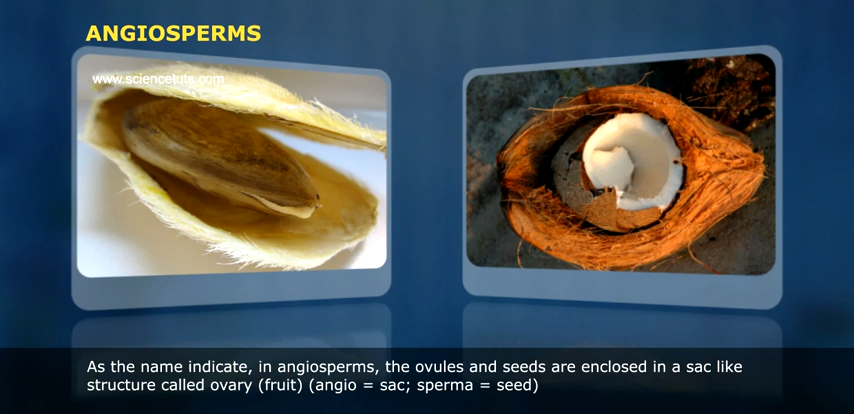 ANGIOSPERMS
www.sciencetuts.com
As the name indicate, in angiosperms, the ovules and seeds are enclosed in a sac like
structure called ovary (fruit) (angio = sac; sperma = seed)